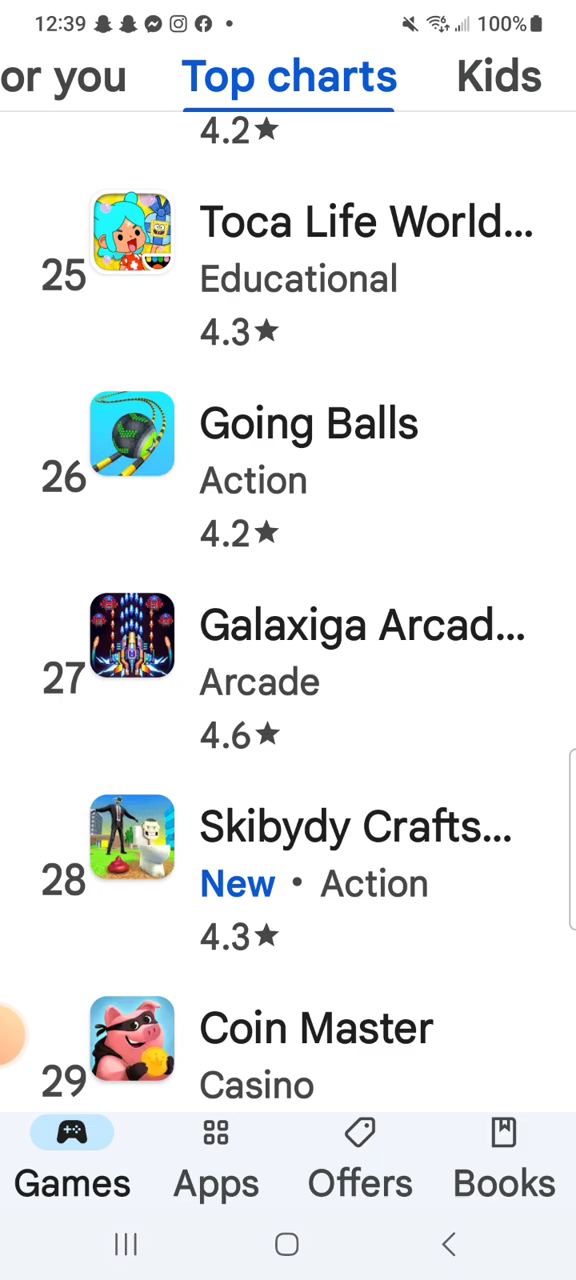 12:39 100%
or you Top charts Kids
4.2★
Toca Life World...
25
Educational
4.3★
Going Balls
26
Action
4.2★
Galaxiga Arcad...
27
Arcade
4.6★
Skibydy Crafts...
28
New • Action
4.3★
Coin Master
29
Casino
Games Apps Offers Books